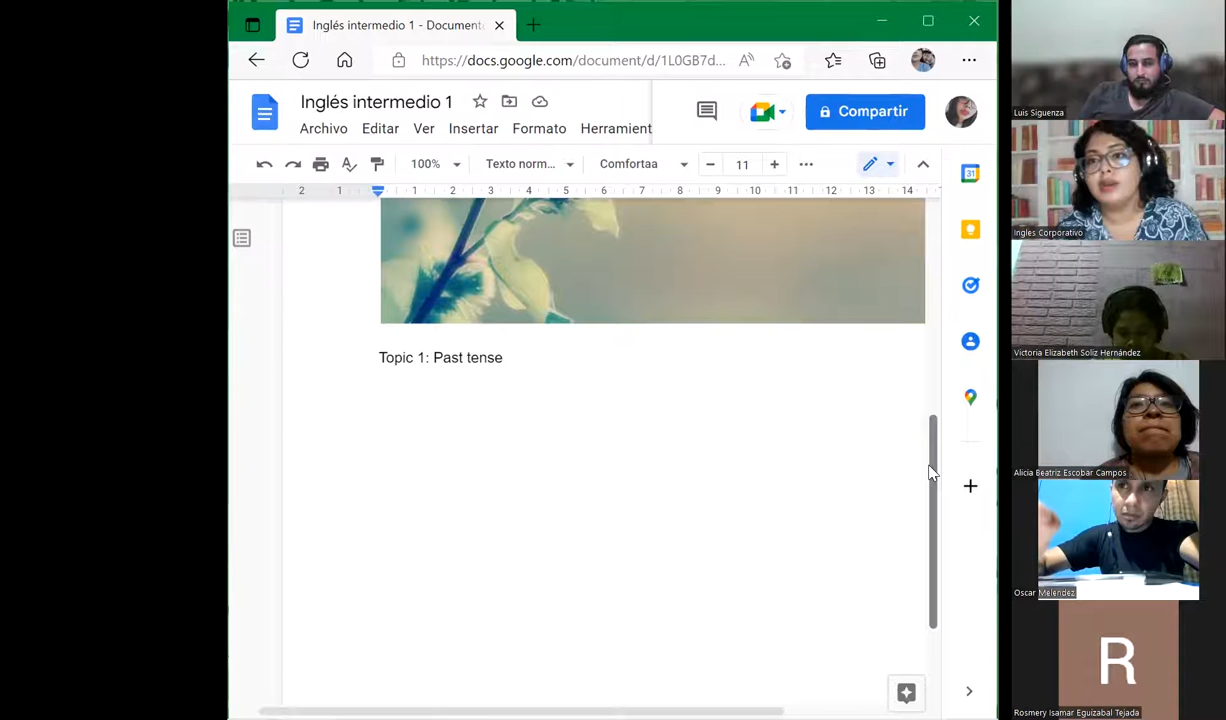 Inglés intermedio 1 - Documento
https://docs.google.com/document/d/1L0GB7d...
Inglés intermedio 1
Archivo Editar Ver Insertar Formato Herramient
Compartir
100% Texto norm... Comfortaa 11
2 1 1 2 3 4 5 6 7 8 9 10 11 12 13 14
31
Topic 1: Past tense
Luis Siguenza
Ingles Corporativo
Victoria Elizabeth Soliz Hernández
Alicia Beatriz Escobar Campos
Oscar Melendez
R
Rosmery Isamar Eguizabal Tejada